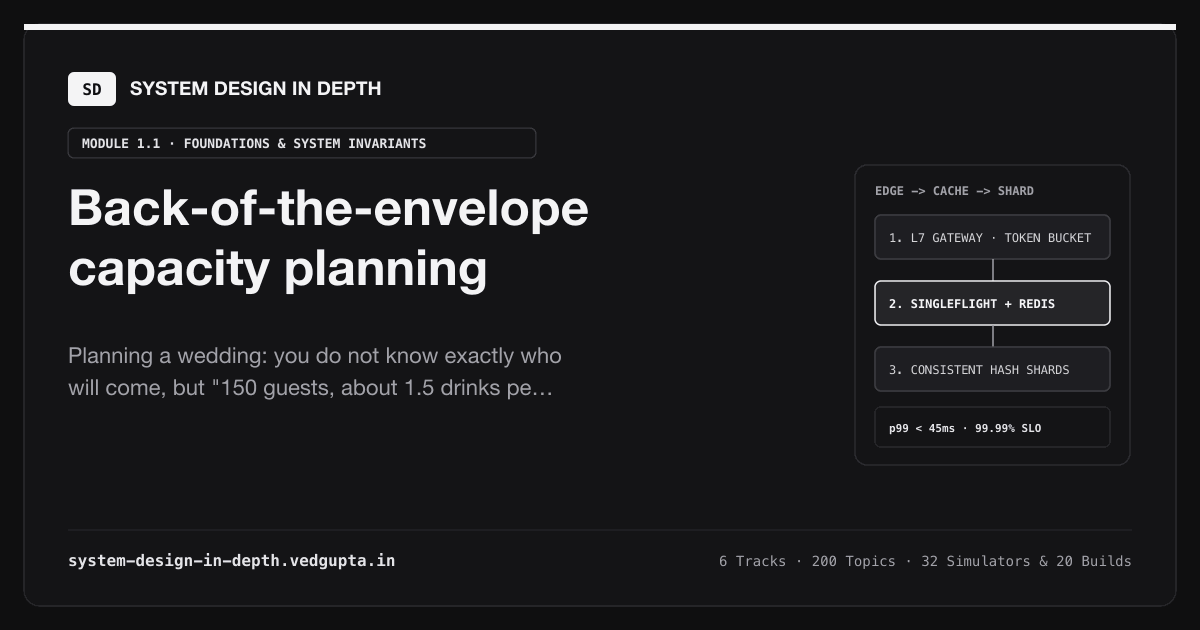 SD SYSTEM DESIGN IN DEPTH
MODULE 1.1 · FOUNDATIONS & SYSTEM INVARIANTS
Back-of-the-envelope
capacity planning
Planning a wedding: you do not know exactly who
will come, but "150 guests, about 1.5 drinks pe…
EDGE -> CACHE -> SHARD
1. L7 GATEWAY · TOKEN BUCKET
2. SINGLEFLIGHT + REDIS
3. CONSISTENT HASH SHARDS
p99 < 45ms · 99.99% SLO
system-design-in-depth.vedgupta.in
6 Tracks · 200 Topics · 32 Simulators & 20 Builds